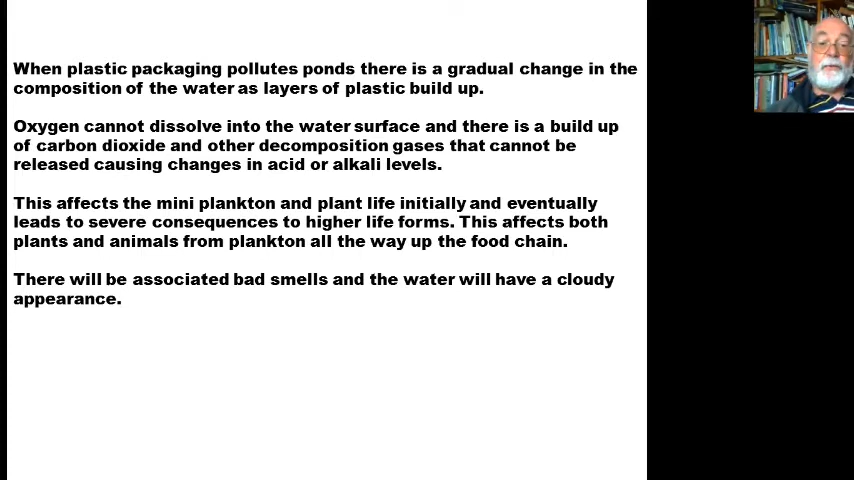 When plastic packaging pollutes ponds there is a gradual change in the
composition of the water as layers of plastic build up.
Oxygen cannot dissolve into the water surface and there is a build up
of carbon dioxide and other decomposition gases that cannot be
released causing changes in acid or alkali levels.
This affects the mini plankton and plant life initially and eventually
leads to severe consequences to higher life forms. This affects both
plants and animals from plankton all the way up the food chain.
There will be associated bad smells and the water will have a cloudy
appearance.